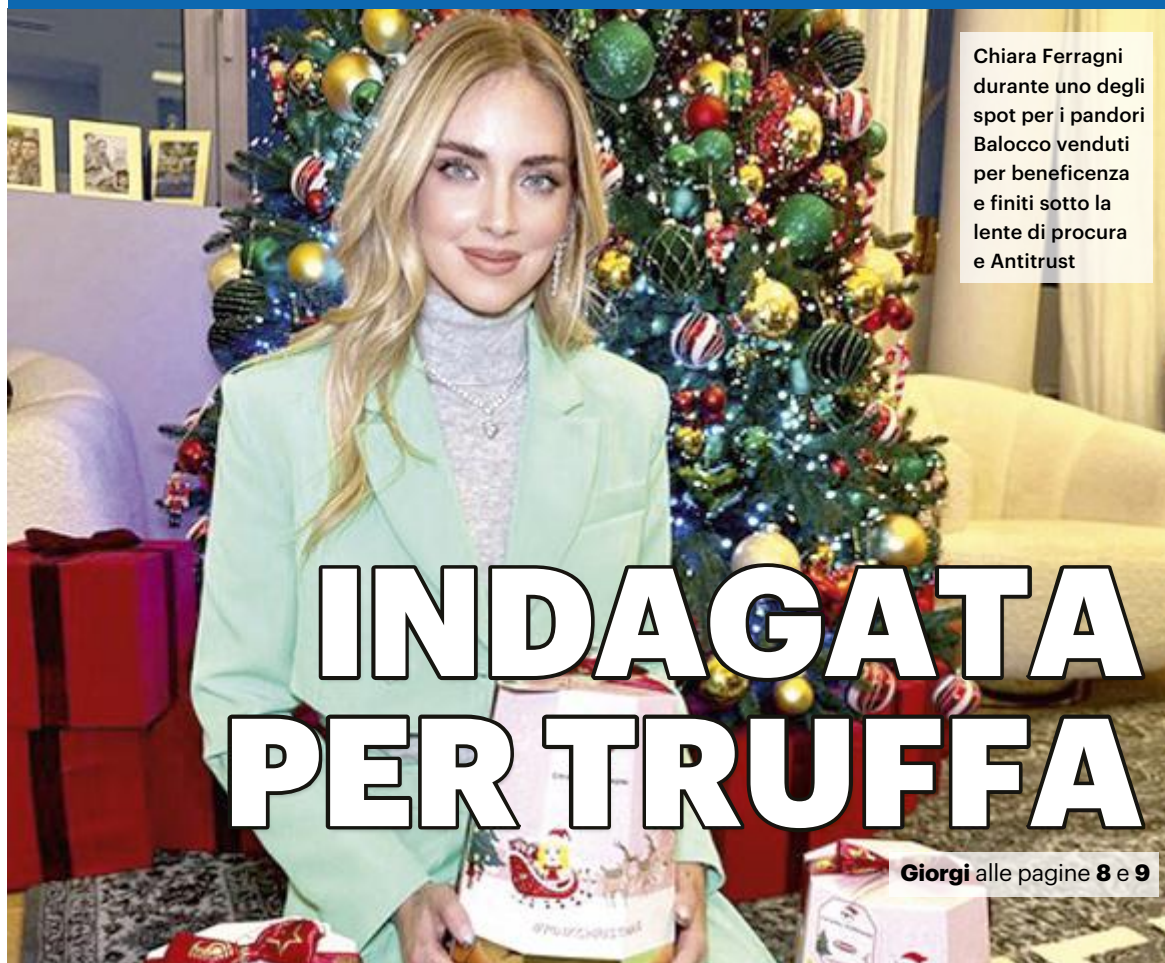 Chiara Ferragni
durante uno degli
spot per i pandori
Balocco venduti
per beneficenza
e finiti sotto la
lente di procura
e Antitrust
INDAGATA
PER TRUFFA
Giorgi alle pagine 8 e 9